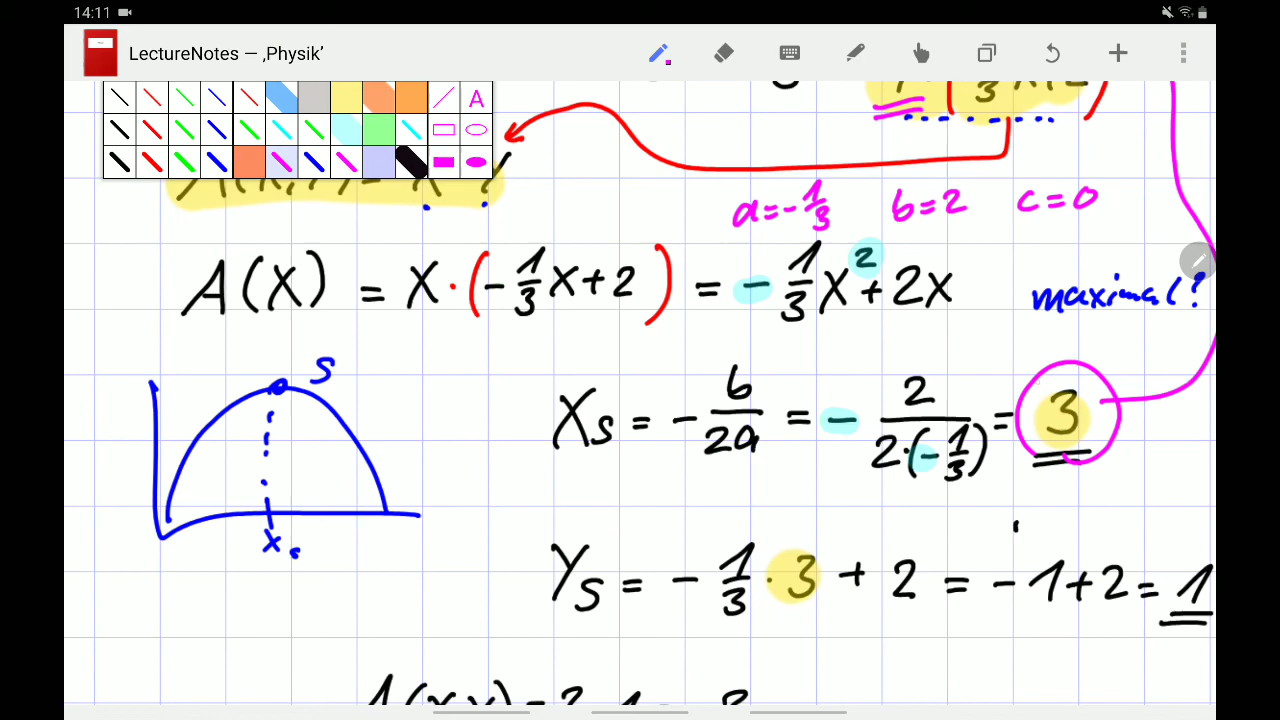 14:11
LectureNotes — ‚Physik’
A
a=-1/3 b=2 c=0
A(X) = X·(-1/3X+2) = -1/3X²+2X
maximal?
S
Xs = -b/2a = -2/(2·(-1/3)) = 3
Xs
Ys = -1/3·3 + 2 = -1+2 = 1